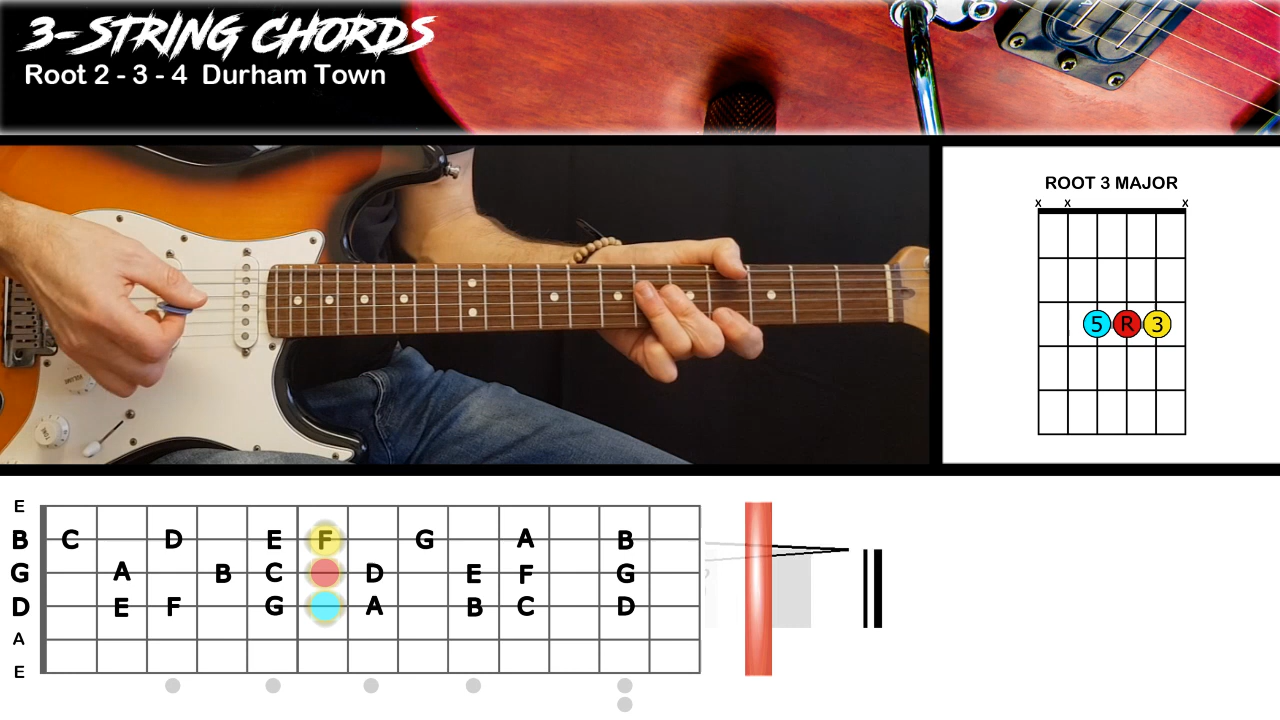 3-STRING CHORDS
Root 2 - 3 - 4 Durham Town
ROOT 3 MAJOR
x x x
5 R 3
E
B C D E F G A B
G A B C D E F G
D E F G A B C D
A
E